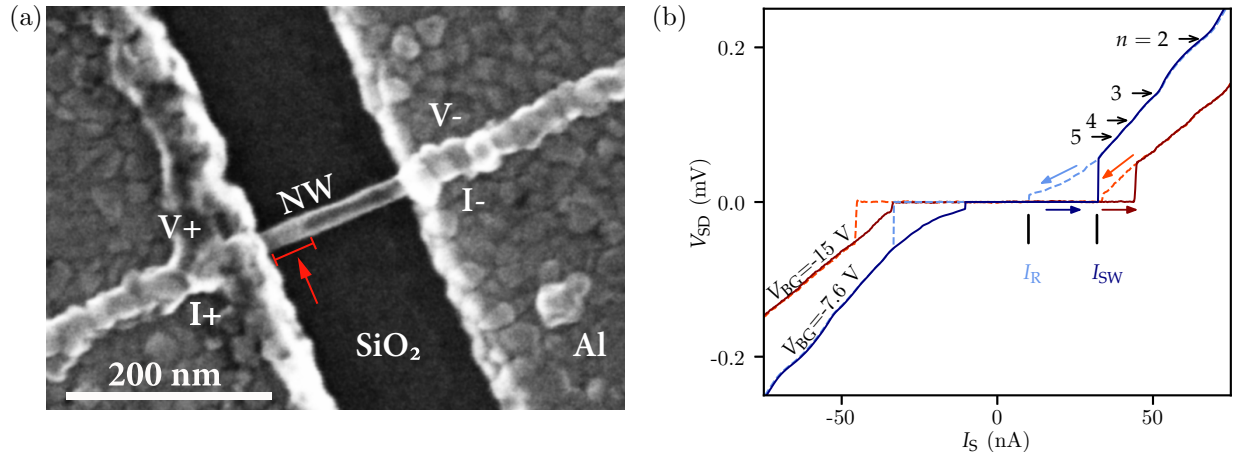 (a)
V-
NW
I-
V+
I+
SiO₂
Al
200 nm
(b)
0.2
0.0
-0.2
V_SD (mV)
n = 2
3
4
5
V_BG=-15 V
V_BG=-7.6 V
I_R
I_SW
-50
0
50
I_S (nA)